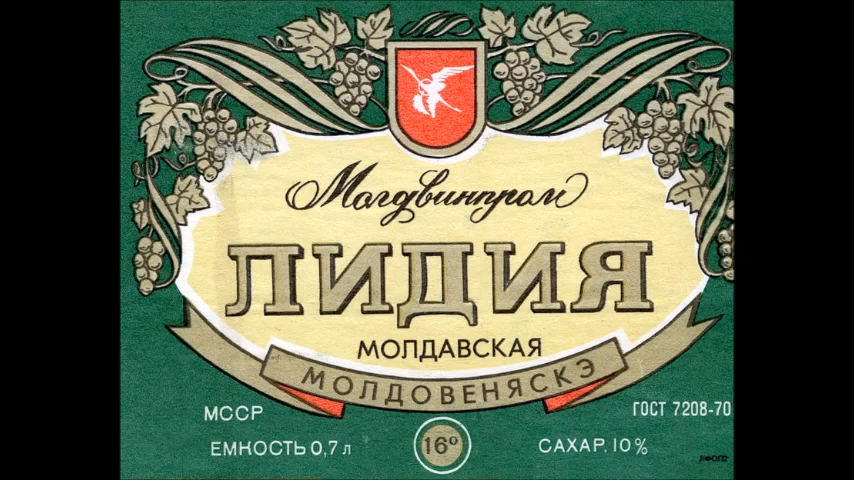 Молдвинпром
ЛИДИЯ
МОЛДАВСКАЯ
МОЛДОВЕНЯСКЭ
МССР
ГОСТ 7208-70
ЕМКОСТЬ 0,7 л
16°
САХАР. 10%